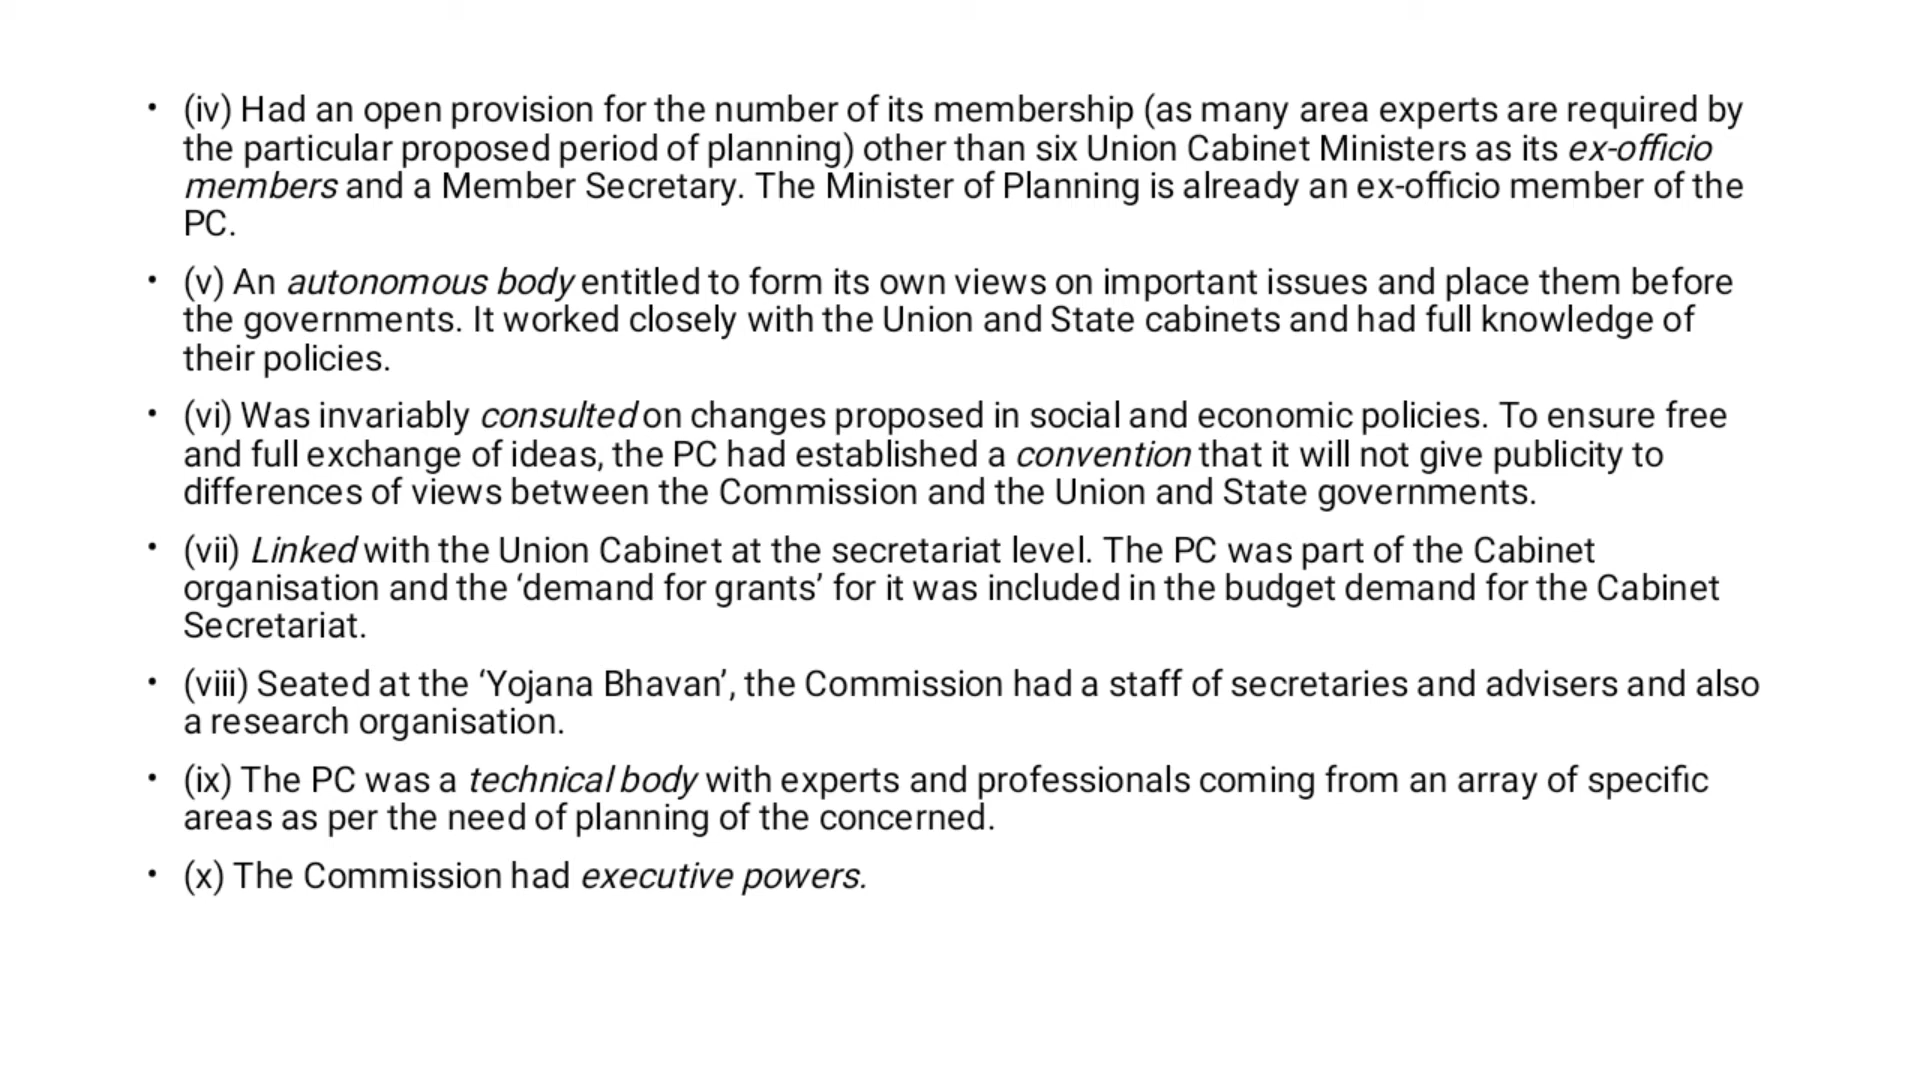 • (iv) Had an open provision for the number of its membership (as many area experts are required by
the particular proposed period of planning) other than six Union Cabinet Ministers as its ex-officio
members and a Member Secretary. The Minister of Planning is already an ex-officio member of the
PC.
• (v) An autonomous body entitled to form its own views on important issues and place them before
the governments. It worked closely with the Union and State cabinets and had full knowledge of
their policies.
• (vi) Was invariably consulted on changes proposed in social and economic policies. To ensure free
and full exchange of ideas, the PC had established a convention that it will not give publicity to
differences of views between the Commission and the Union and State governments.
• (vii) Linked with the Union Cabinet at the secretariat level. The PC was part of the Cabinet
organisation and the ‘demand for grants’ for it was included in the budget demand for the Cabinet
Secretariat.
• (viii) Seated at the ‘Yojana Bhavan’, the Commission had a staff of secretaries and advisers and also
a research organisation.
• (ix) The PC was a technical body with experts and professionals coming from an array of specific
areas as per the need of planning of the concerned.
• (x) The Commission had executive powers.